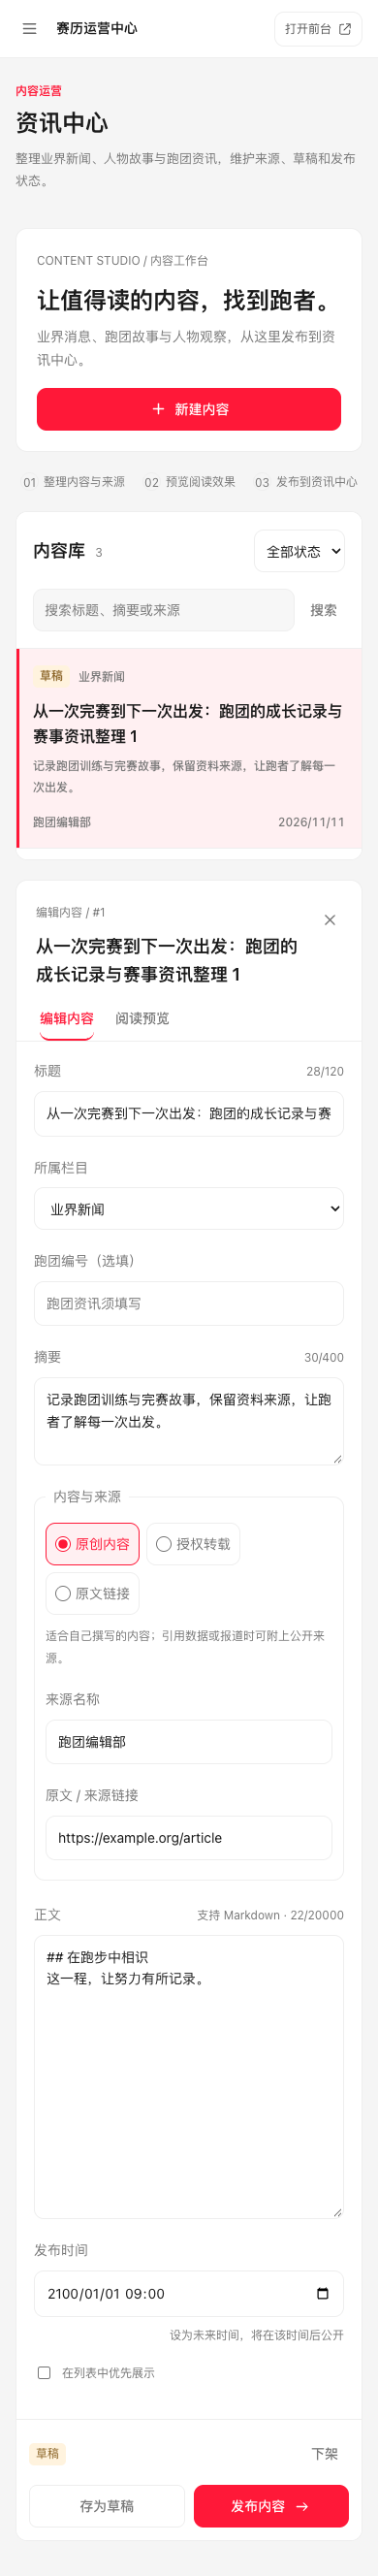 赛历运营中心
打开前台
内容运营
资讯中心
整理业界新闻、人物故事与跑团资讯，维护来源、草稿和发布
状态。
CONTENT STUDIO / 内容工作台
让值得读的内容，找到跑者。
业界消息、跑团故事与人物观察，从这里发布到资
讯中心。
＋ 新建内容
01 整理内容与来源 02 预览阅读效果 03 发布到资讯中心
内容库 3
全部状态
搜索标题、摘要或来源
搜索
草稿 业界新闻
从一次完赛到下一次出发：跑团的成长记录与
赛事资讯整理 1
记录跑团训练与完赛故事，保留资料来源，让跑者了解每一
次出发。
跑团编辑部 2026/11/11
编辑内容 / #1
从一次完赛到下一次出发：跑团的
成长记录与赛事资讯整理 1
编辑内容 阅读预览
标题 28/120
从一次完赛到下一次出发：跑团的成长记录与赛
所属栏目
业界新闻
跑团编号（选填）
跑团资讯须填写
摘要 30/400
记录跑团训练与完赛故事，保留资料来源，让跑
者了解每一次出发。
内容与来源
原创内容 授权转载
原文链接
适合自己撰写的内容；引用数据或报道时可附上公开来
源。
来源名称
跑团编辑部
原文 / 来源链接
https://example.org/article
正文 支持 Markdown · 22/20000
## 在跑步中相识
这一程，让努力有所记录。
发布时间
2100/01/01 09:00
设为未来时间，将在该时间后公开
在列表中优先展示
草稿 下架
存为草稿 发布内容 →